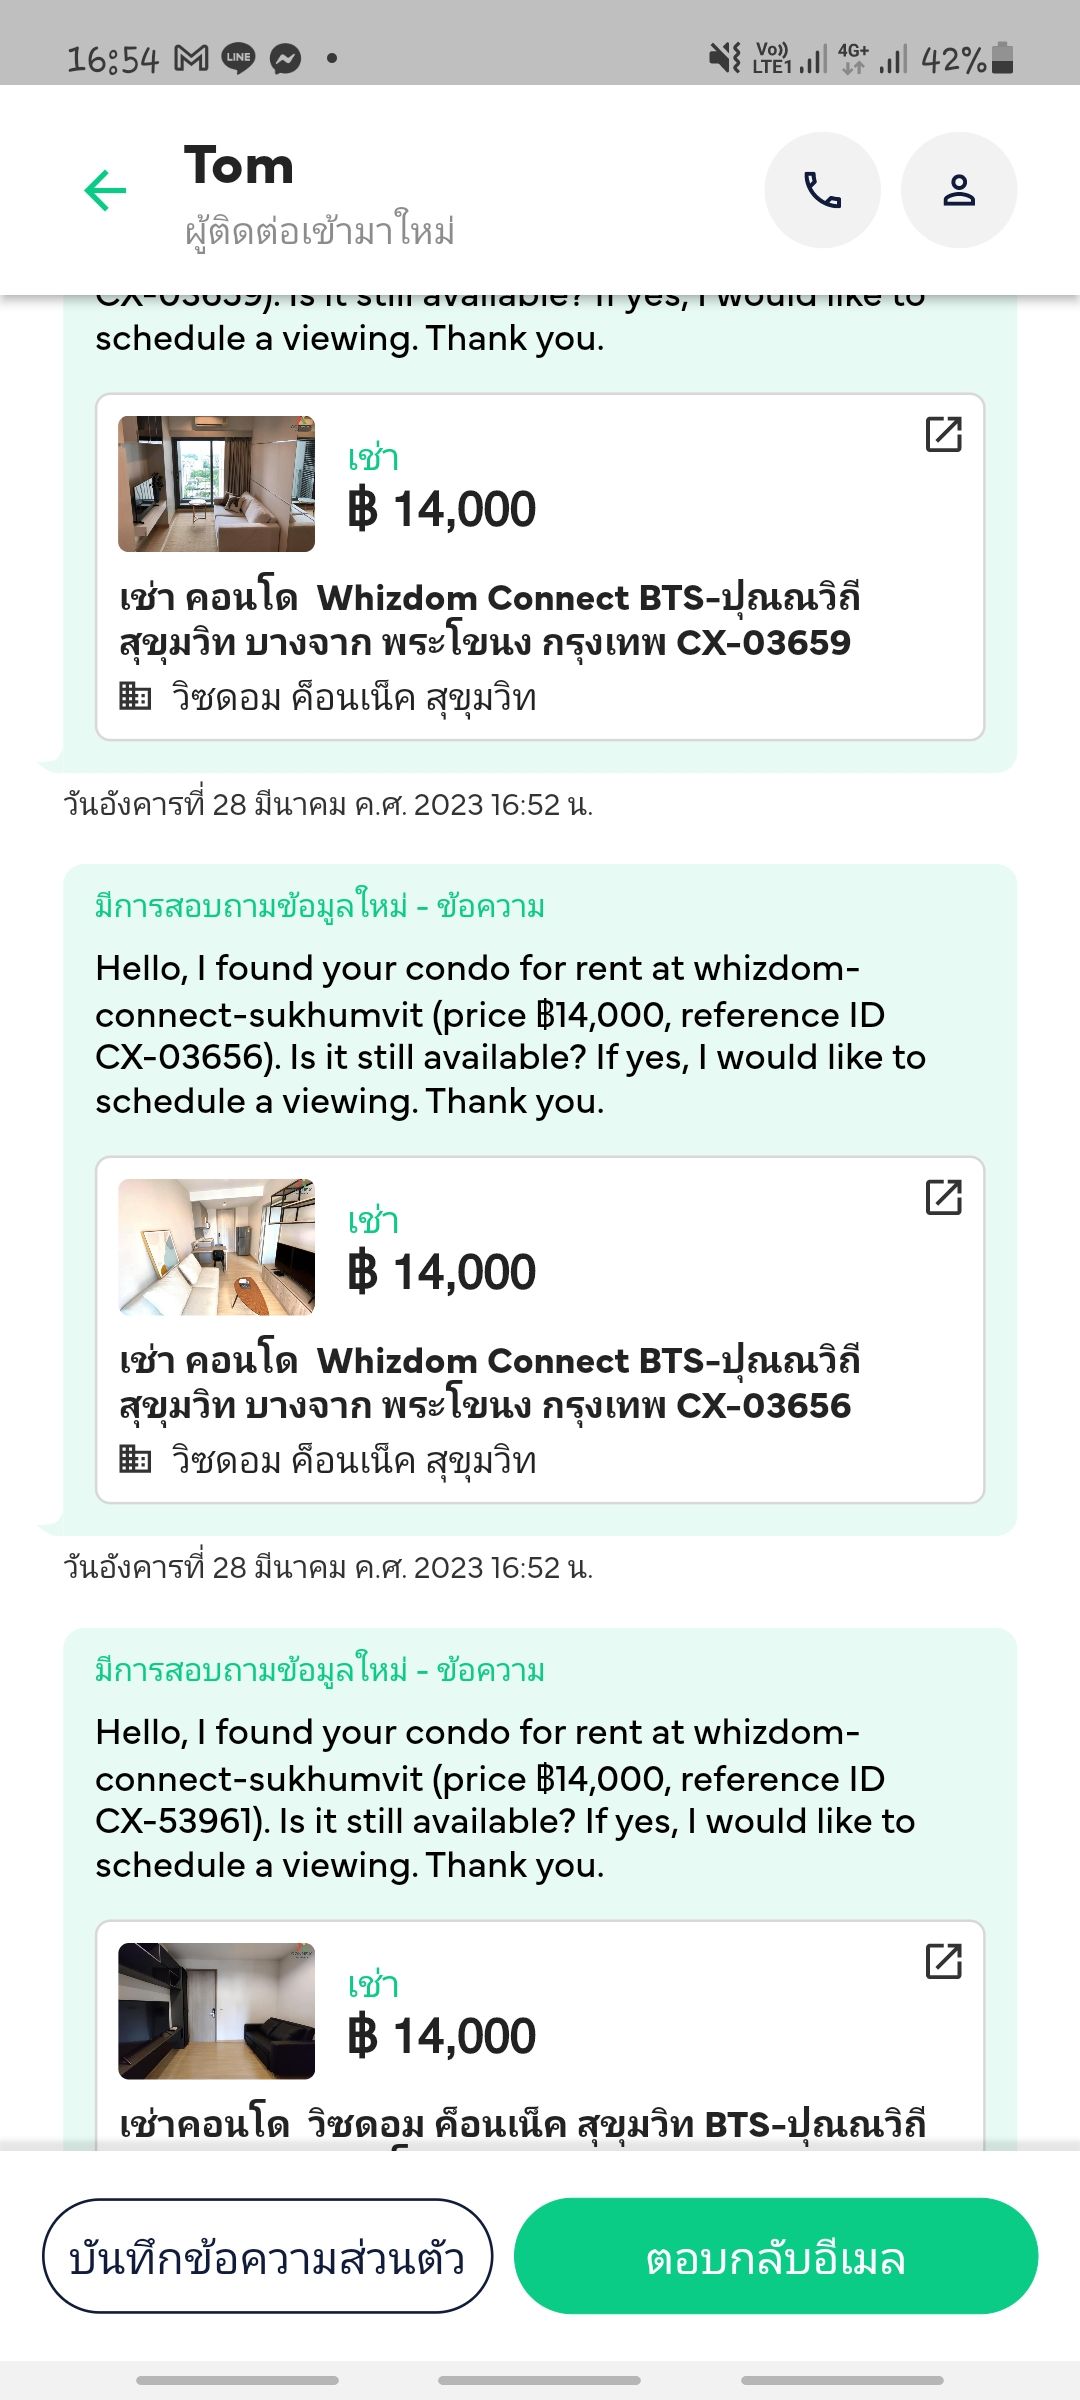 16:54
LINE
Vo))
LTE1
4G+
42%
Tom
ผู้ติดต่อเข้ามาใหม่
CX-03659). Is it still available? If yes, I would like to
schedule a viewing. Thank you.
เช่า
฿ 14,000
เช่า คอนโด Whizdom Connect BTS-ปุณณวิถี
สุขุมวิท บางจาก พระโขนง กรุงเทพ CX-03659
วิซดอม ค็อนเน็ค สุขุมวิท
วันอังคารที่ 28 มีนาคม ค.ศ. 2023 16:52 น.
มีการสอบถามข้อมูลใหม่ - ข้อความ
Hello, I found your condo for rent at whizdom-
connect-sukhumvit (price ฿14,000, reference ID
CX-03656). Is it still available? If yes, I would like to
schedule a viewing. Thank you.
เช่า
฿ 14,000
เช่า คอนโด Whizdom Connect BTS-ปุณณวิถี
สุขุมวิท บางจาก พระโขนง กรุงเทพ CX-03656
วิซดอม ค็อนเน็ค สุขุมวิท
วันอังคารที่ 28 มีนาคม ค.ศ. 2023 16:52 น.
มีการสอบถามข้อมูลใหม่ - ข้อความ
Hello, I found your condo for rent at whizdom-
connect-sukhumvit (price ฿14,000, reference ID
CX-53961). Is it still available? If yes, I would like to
schedule a viewing. Thank you.
เช่า
฿ 14,000
เช่าคอนโด วิซดอม ค็อนเน็ค สุขุมวิท BTS-ปุณณวิถี
บันทึกข้อความส่วนตัว
ตอบกลับอีเมล